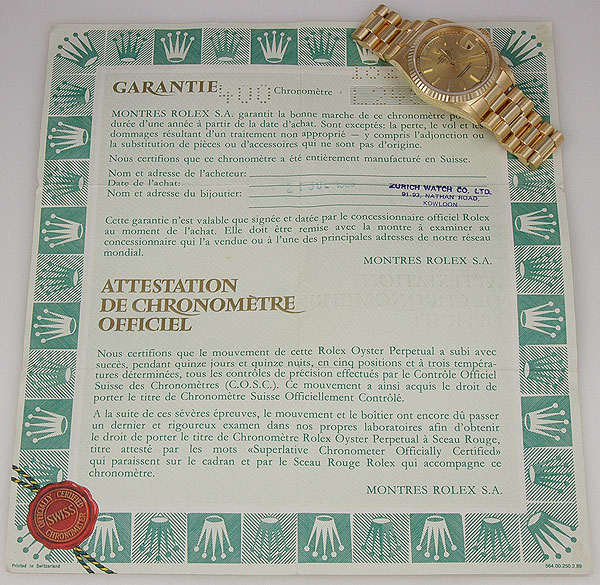 GARANTIE 400 Chronomètre
MONTRES ROLEX S.A. garantit la bonne marche de ce chronomètre
durée d'une année à partir de la date d'achat. Sont exceptés: la perte, le vol et les
dommages résultant d'un traitement non approprié – y compris l'adjonction ou
la substitution de pièces ou d'accessoires qui ne sont pas d'origine.
Nous certifions que ce chronomètre a été entièrement manufacturé en Suisse.
Nom et adresse de l'acheteur:
Date de l'achat:
21 JUL
Nom et adresse du bijoutier:
ZURICH WATCH CO, LTD.
91-93, NATHAN ROAD,
KOWLOON
Cette garantie n'est valable que signée et datée par le concessionnaire officiel Rolex
au moment de l'achat. Elle doit être remise avec la montre à examiner au
concessionnaire qui l'a vendue ou à l'une des principales adresses de notre réseau
mondial.
MONTRES ROLEX S.A.
ATTESTATION
DE CHRONOMÈTRE
OFFICIEL
Nous certifions que le mouvement de cette Rolex Oyster Perpetual a subi avec
succès, pendant quinze jours et quinze nuits, en cinq positions et à trois tempéra-
tures déterminées, tous les contrôles de précision effectués par le Contrôle Officiel
Suisse des Chronomètres (C.O.S.C.). Ce mouvement a ainsi acquis le droit de
porter le titre de Chronomètre Suisse Officiellement Contrôlé.
A la suite de ces sévères épreuves, le mouvement et le boîtier ont encore dû passer
un dernier et rigoureux examen dans nos propres laboratoires afin d'obtenir
le droit de porter le titre de Chronomètre Rolex Oyster Perpetual à Sceau Rouge,
titre attesté par les mots «Superlative Chronometer Officially Certified»
qui paraissent sur le cadran et par le Sceau Rouge Rolex qui accompagne ce
chronomètre.
MONTRES ROLEX S.A.
OFFICIALLY CERTIFIED
SWISS
CHRONOMETER
Printed in Switzerland
564.00.250.2.89